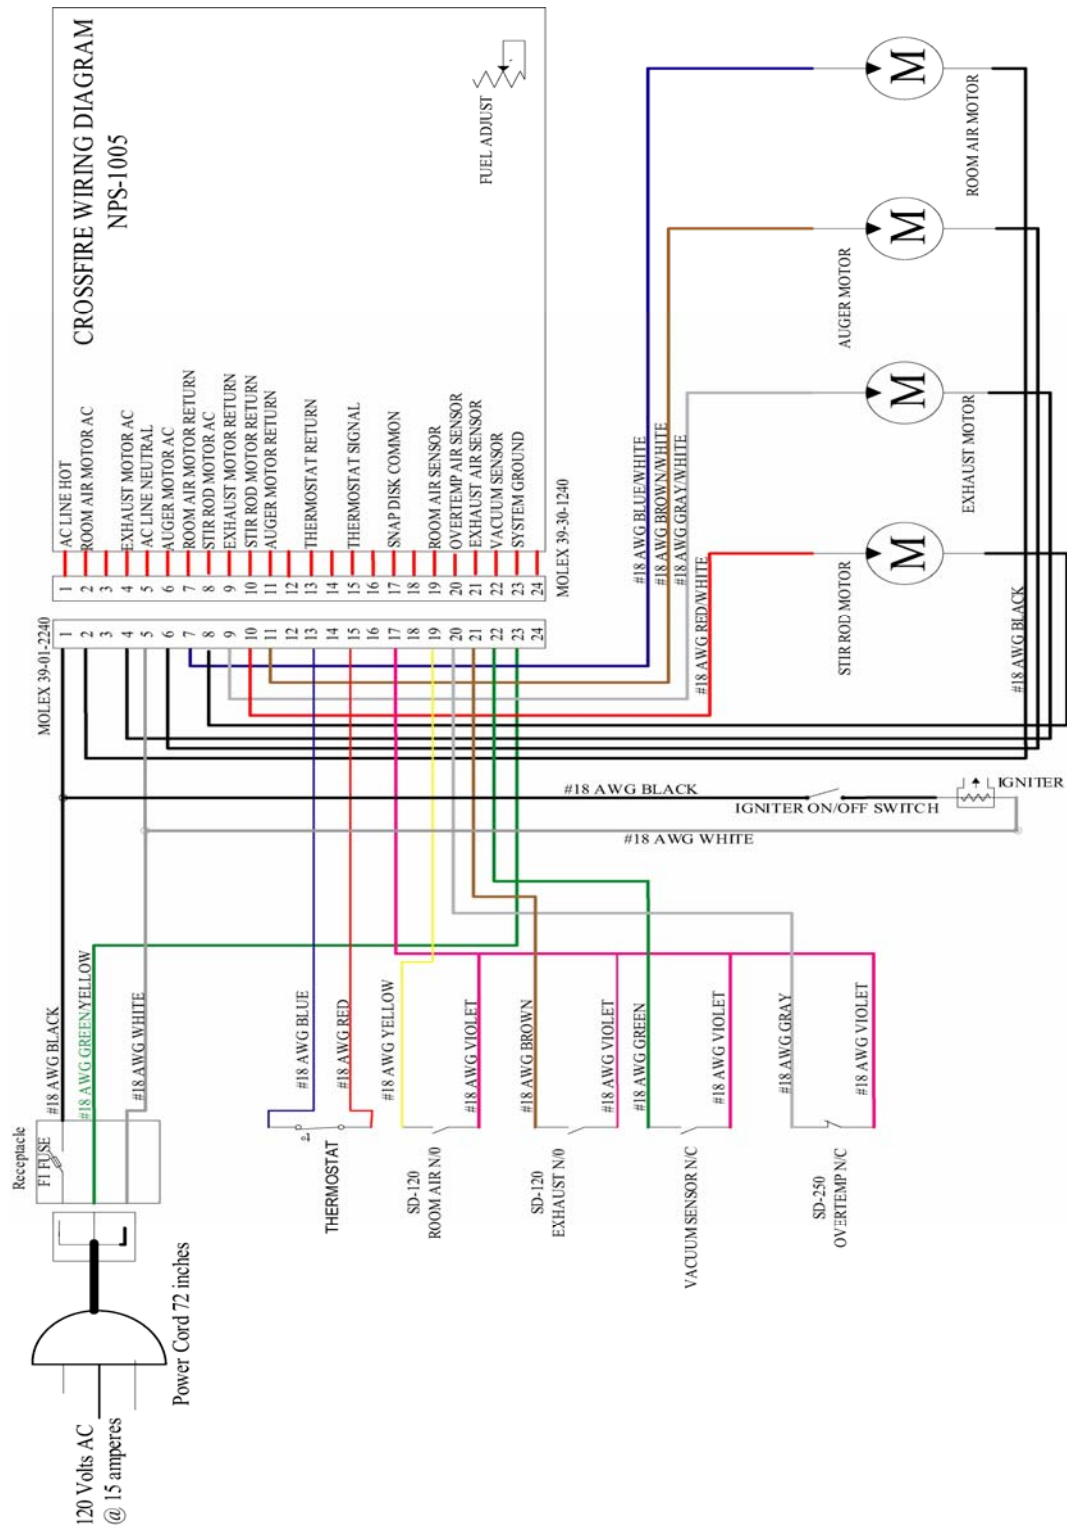 CROSSFIRE WIRING DIAGRAM
NPS-1005
FUEL ADJUST
AC LINE HOT
ROOM AIR MOTOR AC
EXHAUST MOTOR AC
AC LINE NEUTRAL
AUGER MOTOR AC
ROOM AIR MOTOR RETURN
STIR ROD MOTOR AC
EXHAUST MOTOR RETURN
STIR ROD MOTOR RETURN
AUGER MOTOR RETURN
THERMOSTAT RETURN
THERMOSTAT SIGNAL
SNAP DISK COMMON
ROOM AIR SENSOR
OVERTEMP AIR SENSOR
EXHAUST AIR SENSOR
VACUUM SENSOR
SYSTEM GROUND
1
2
3
4
5
6
7
8
9
10
11
12
13
14
15
16
17
18
19
20
21
22
23
24
MOLEX 39-30-1240
MOLEX 39-01-2240
1
2
3
4
5
6
7
8
9
10
11
12
13
14
15
16
17
18
19
20
21
22
23
24
M
ROOM AIR MOTOR
M
AUGER MOTOR
M
EXHAUST MOTOR
M
STIR ROD MOTOR
#18 AWG BLUE/WHITE
#18 AWG BROWN/WHITE
#18 AWG GRAY/WHITE
#18 AWG RED/WHITE
#18 AWG BLACK
#18 AWG BLACK
IGNITER ON/OFF SWITCH
IGNITER
#18 AWG WHITE
#18 AWG BLACK
#18 AWG GREEN/YELLOW
#18 AWG WHITE
#18 AWG BLUE
#18 AWG RED
#18 AWG YELLOW
#18 AWG VIOLET
#18 AWG BROWN
#18 AWG VIOLET
#18 AWG GREEN
#18 AWG VIOLET
#18 AWG GRAY
#18 AWG VIOLET
Receptacle
F1 FUSE
THERMOSTAT
SD-120
ROOM AIR N/0
SD-120
EXHAUST N/0
VACUUM SENSOR N/C
SD-250
OVERTEMP N/C
Power Cord 72 inches
120 Volts AC
@ 15 amperes